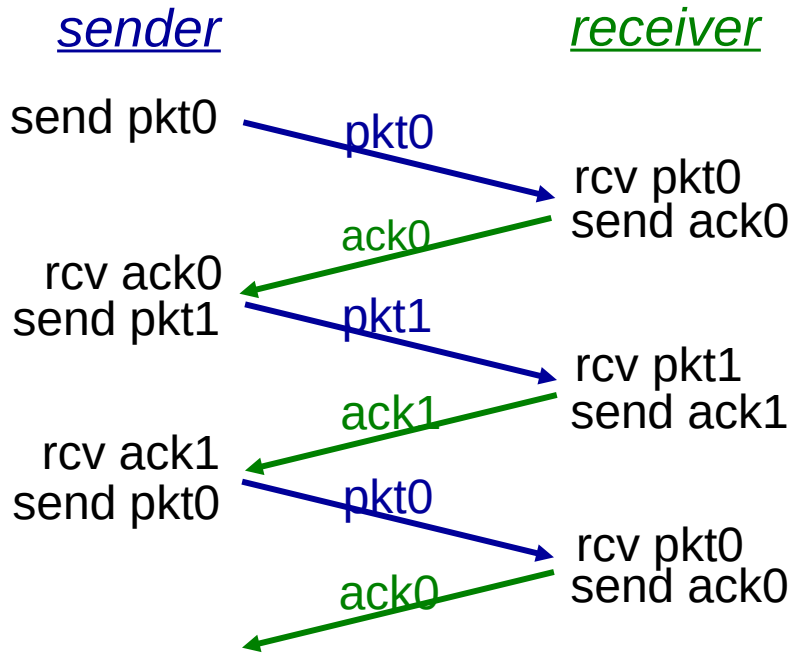 sender
receiver
send pkt0
pkt0
rcv pkt0
send ack0
ack0
rcv ack0
send pkt1
pkt1
rcv pkt1
send ack1
ack1
rcv ack1
send pkt0
pkt0
rcv pkt0
send ack0
ack0